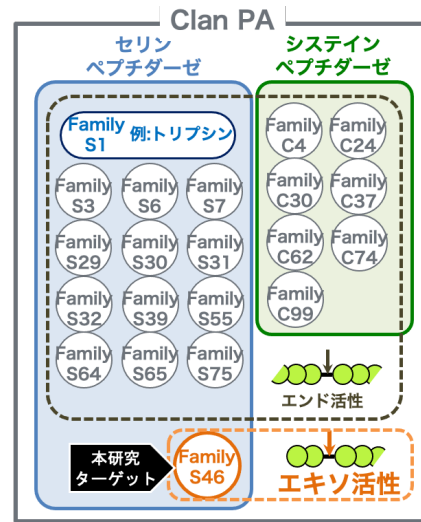 Clan PA
セリン
ペプチダーゼ
システイン
ペプチダーゼ
Family
S1 例:トリプシン
Family
C4
Family
C24
Family
S3
Family
S6
Family
S7
Family
C30
Family
C37
Family
S29
Family
S30
Family
S31
Family
C62
Family
C74
Family
S32
Family
S39
Family
S55
Family
C99
Family
S64
Family
S65
Family
S75
エンド活性
本研究
ターゲット
Family
S46
エキソ活性